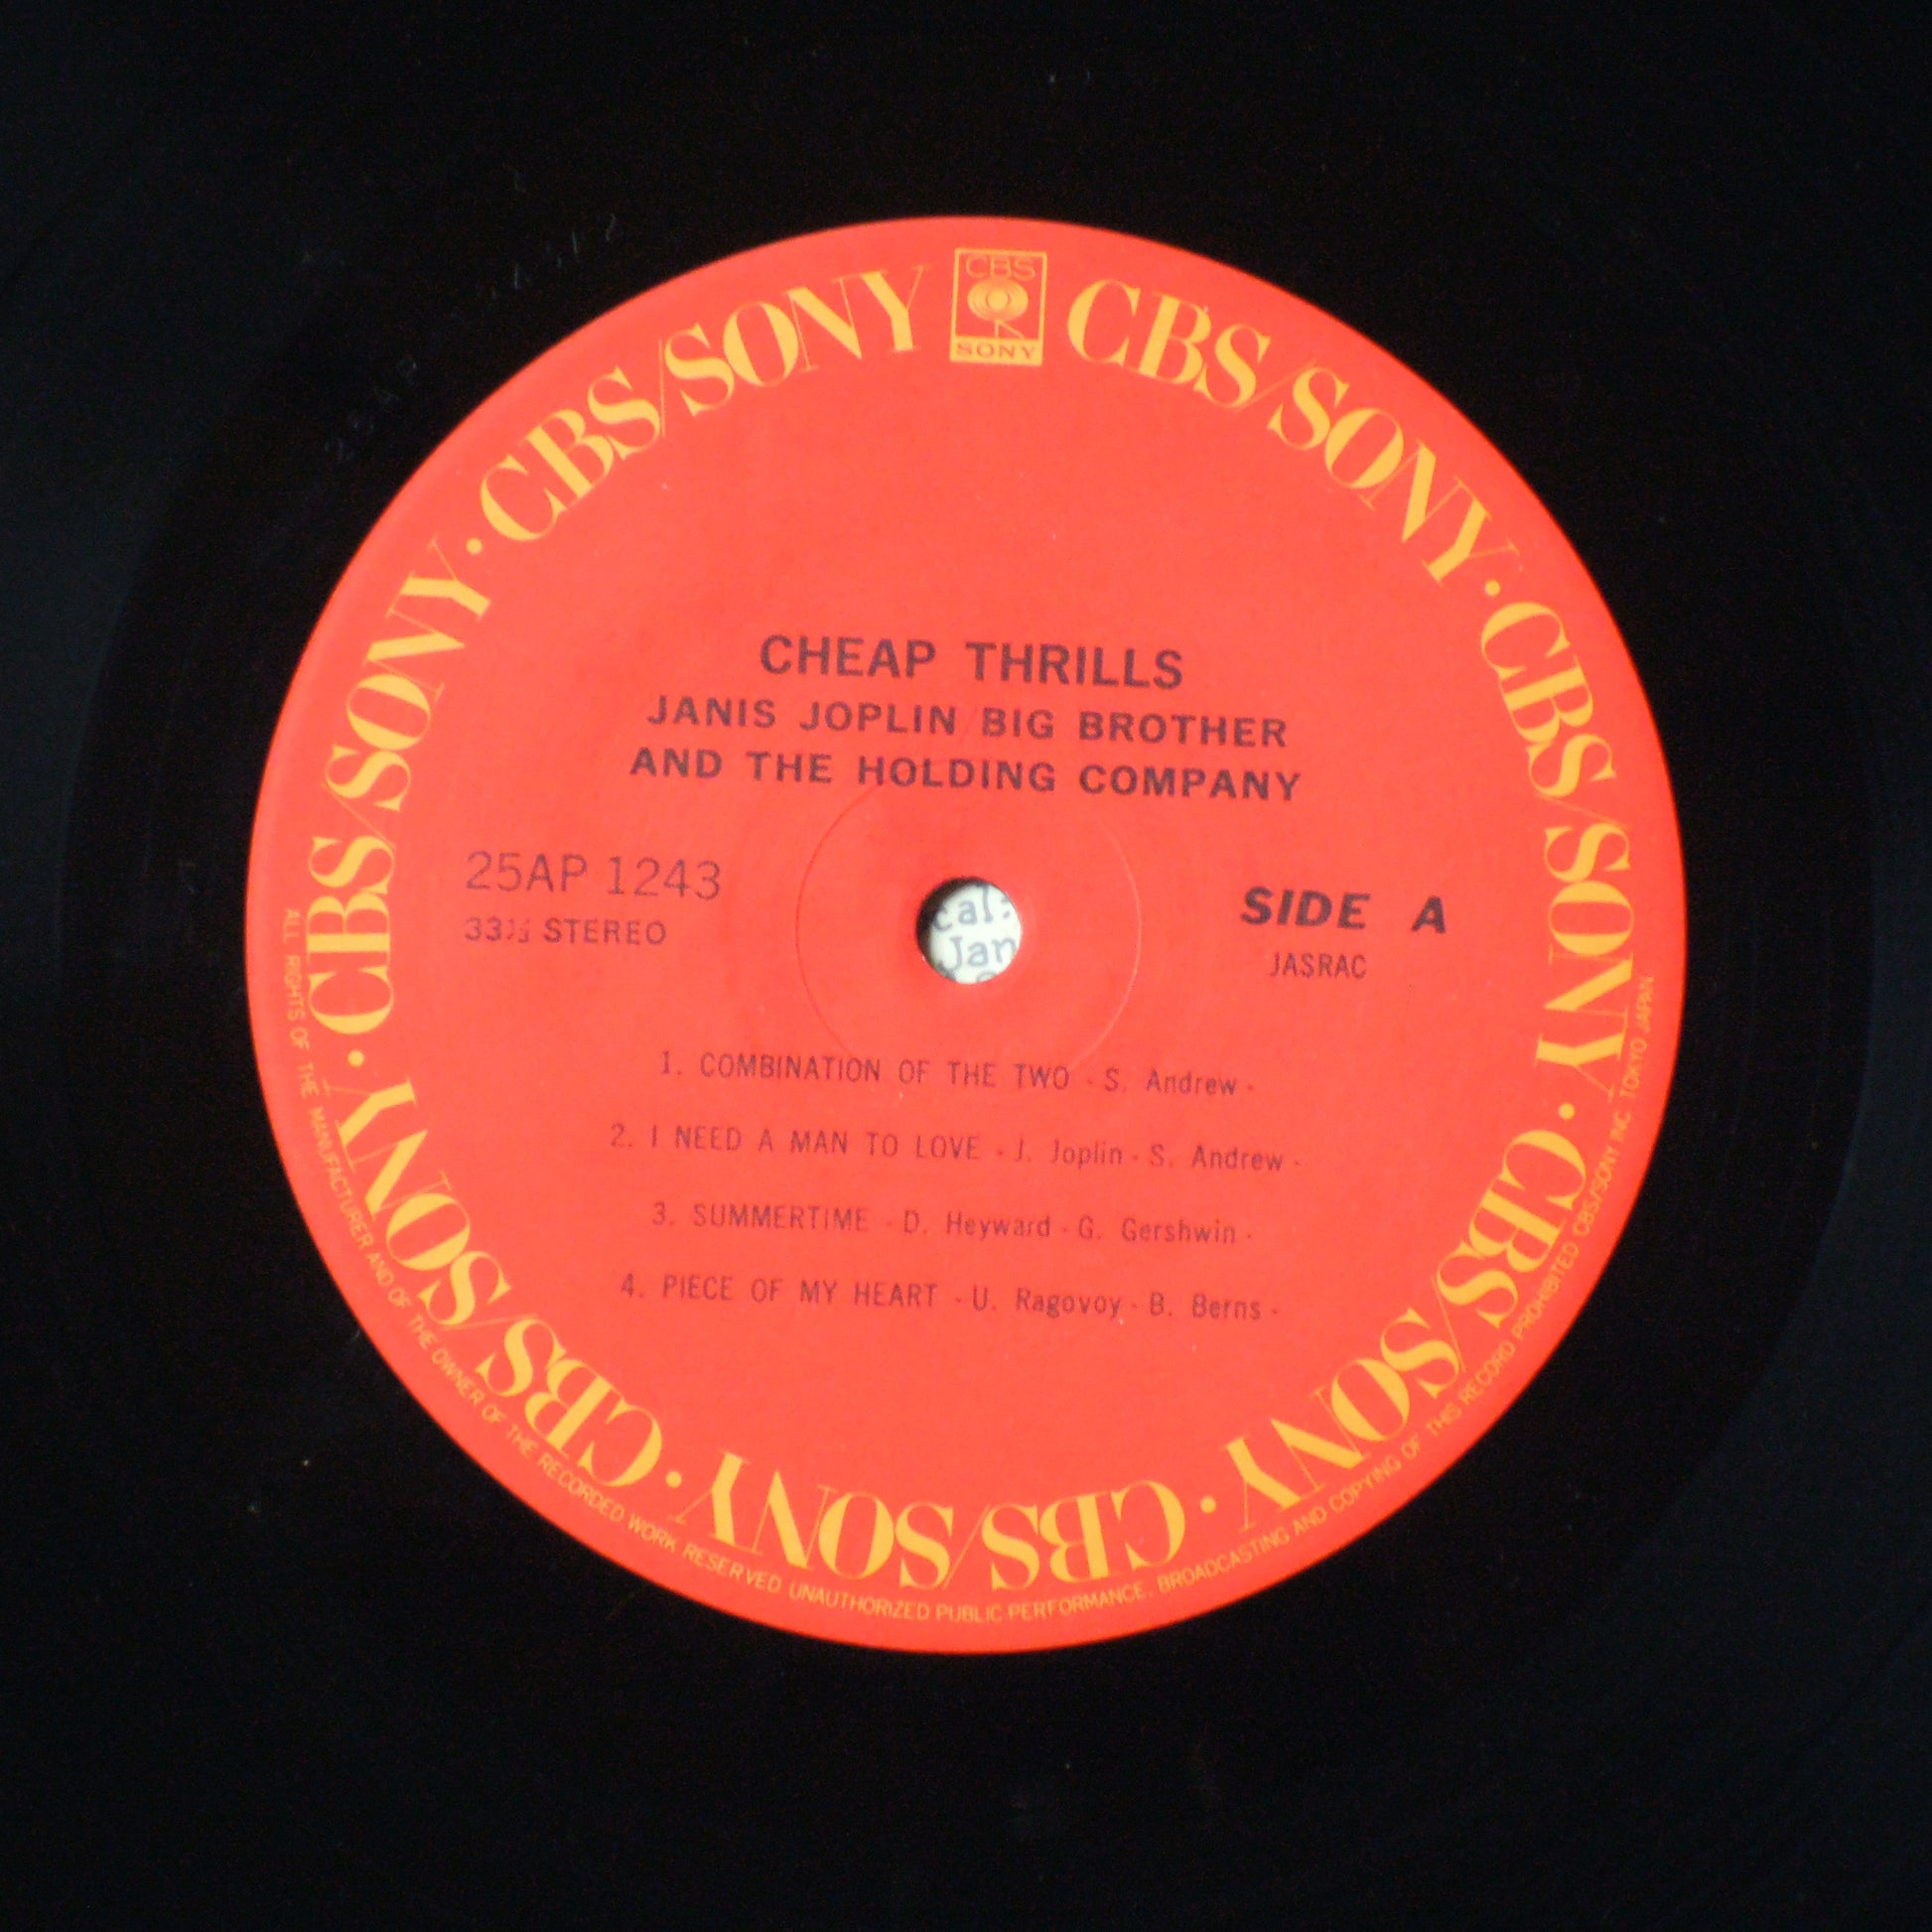 CBS
SONY
CBS/SONY · CBS/SONY · CBS/SONY · CBS/SONY · CBS/SONY · CBS/SONY · CBS/SONY
CHEAP THRILLS
JANIS JOPLIN BIG BROTHER
AND THE HOLDING COMPANY
25AP 1243
33⅓ STEREO
SIDE A
JASRAC
1. COMBINATION OF THE TWO - S. Andrew -
2. I NEED A MAN TO LOVE - J. Joplin - S. Andrew -
3. SUMMERTIME - D. Heyward - G. Gershwin -
4. PIECE OF MY HEART - U. Ragovoy - B. Berns -
ALL RIGHTS OF THE MANUFACTURER AND OF THE OWNER OF THE RECORDED WORK RESERVED UNAUTHORIZED PUBLIC PERFORMANCE. BROADCASTING AND COPYING OF THIS RECORD PROHIBITED CBS/SONY INC TOKYO JAPAN
Jan